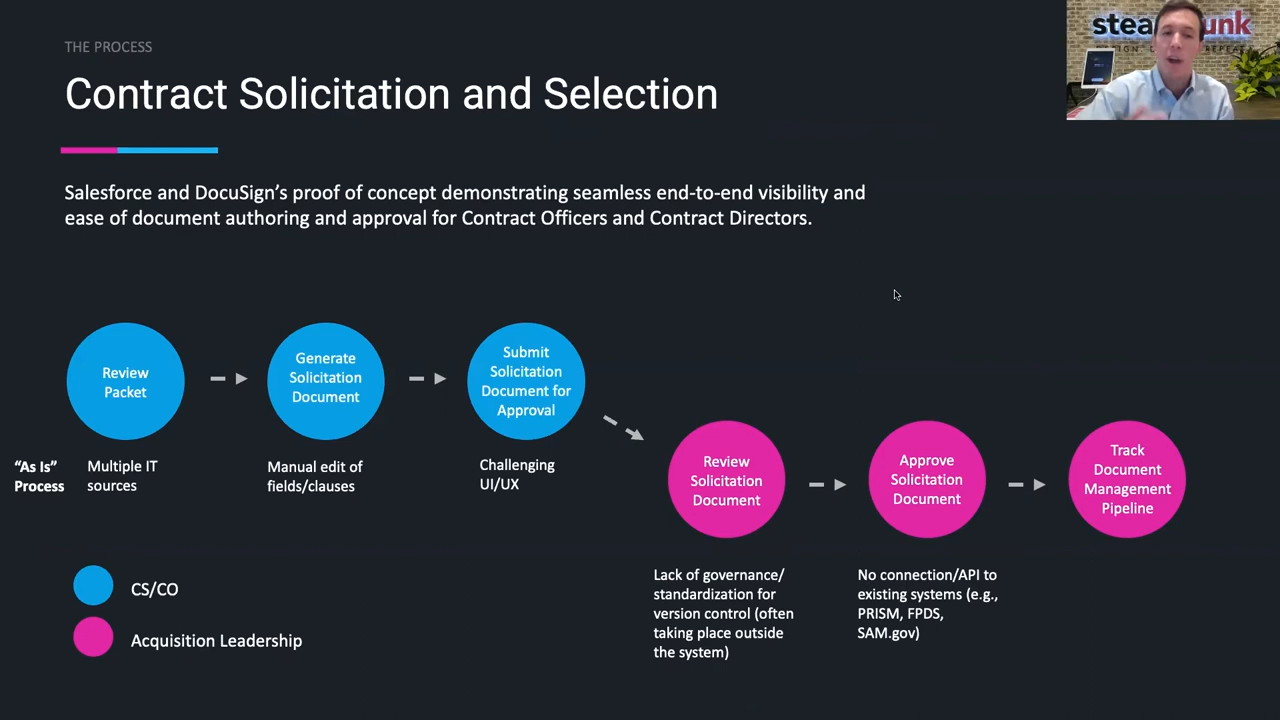 THE PROCESS
Contract Solicitation and Selection
Salesforce and DocuSign's proof of concept demonstrating seamless end-to-end visibility and
ease of document authoring and approval for Contract Officers and Contract Directors.
Review
Packet
Generate
Solicitation
Document
Submit
Solicitation
Document for
Approval
Review
Solicitation
Document
Approve
Solicitation
Document
Track
Document
Management
Pipeline
"As Is"
Process
Multiple IT
sources
Manual edit of
fields/clauses
Challenging
UI/UX
Lack of governance/
standardization for
version control (often
taking place outside
the system)
No connection/API to
existing systems (e.g.,
PRISM, FPDS,
SAM.gov)
CS/CO
Acquisition Leadership